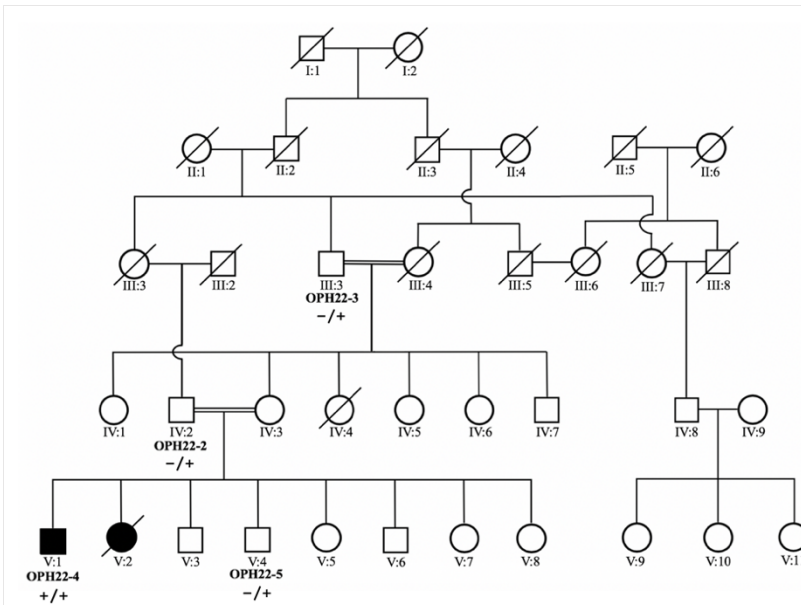 I:1 I:2
II:1 II:2 II:3 II:4 II:5 II:6
III:3 III:2 III:3 III:4 III:5 III:6 III:7 III:8
OPH22-3
−/+
IV:1 IV:2 IV:3 IV:4 IV:5 IV:6 IV:7 IV:8 IV:9
OPH22-2
−/+
V:1 V:2 V:3 V:4 V:5 V:6 V:7 V:8 V:9 V:10 V:1
OPH22-4 OPH22-5
+/+ −/+